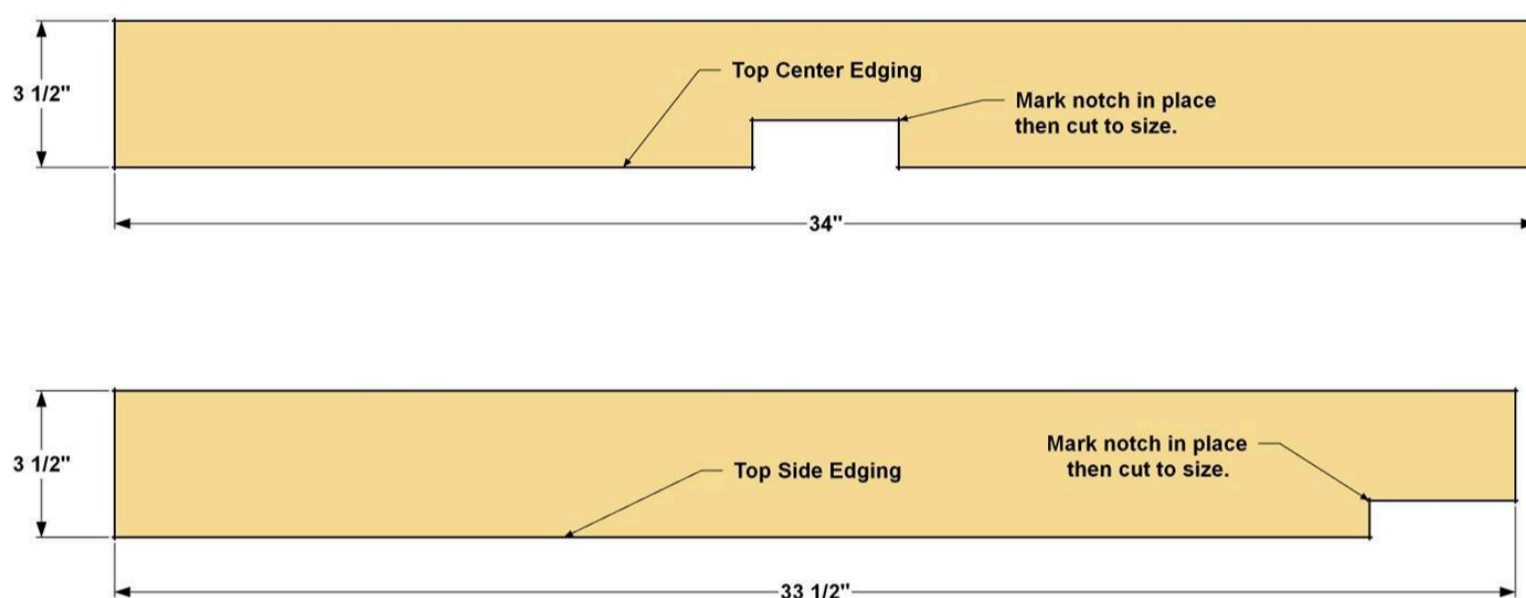 Top Center Edging
3 1/2"
Mark notch in place
then cut to size.
34"
Mark notch in place
3 1/2"
Top Side Edging
then cut to size.
33 1/2"